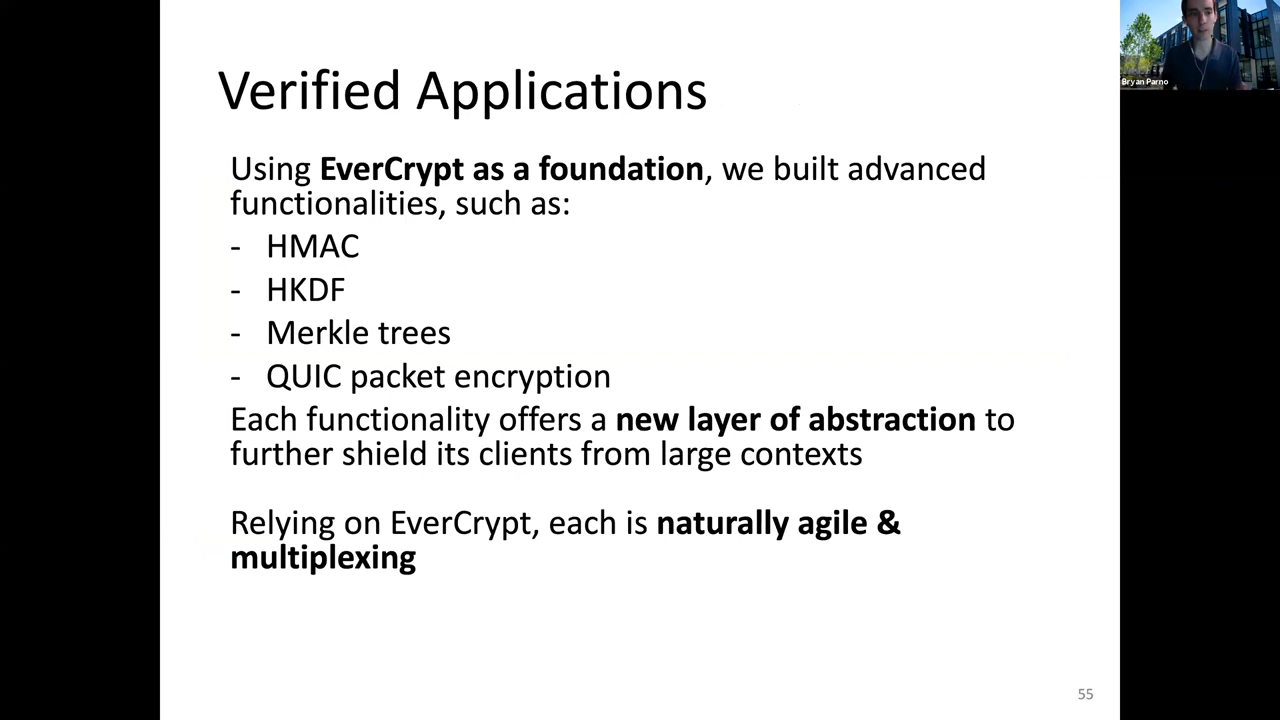 Verified Applications
Using EverCrypt as a foundation, we built advanced
functionalities, such as:
- HMAC
- HKDF
- Merkle trees
- QUIC packet encryption
Each functionality offers a new layer of abstraction to
further shield its clients from large contexts
Relying on EverCrypt, each is naturally agile &
multiplexing
55
Bryan Parno